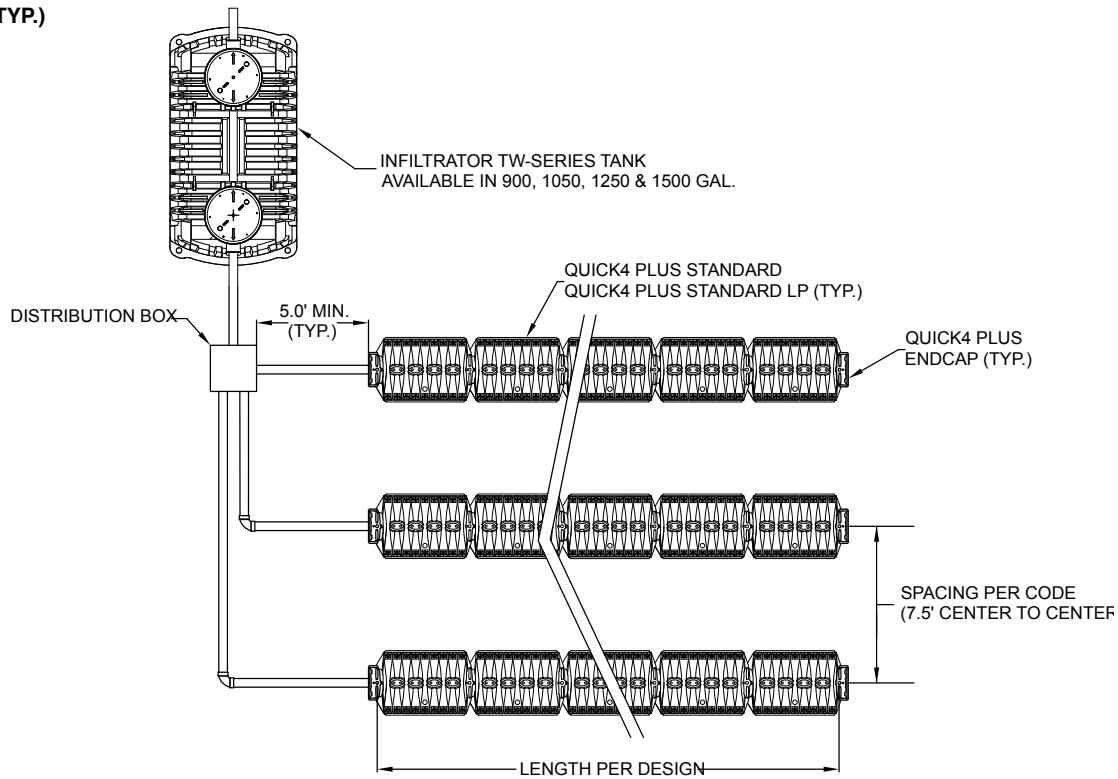 TYP.)
INFILTRATOR TW-SERIES TANK
AVAILABLE IN 900, 1050, 1250 & 1500 GAL.
QUICK4 PLUS STANDARD
QUICK4 PLUS STANDARD LP (TYP.)
DISTRIBUTION BOX
5.0' MIN.
(TYP.)
QUICK4 PLUS
ENDCAP (TYP.)
SPACING PER CODE
(7.5' CENTER TO CENTER
LENGTH PER DESIGN